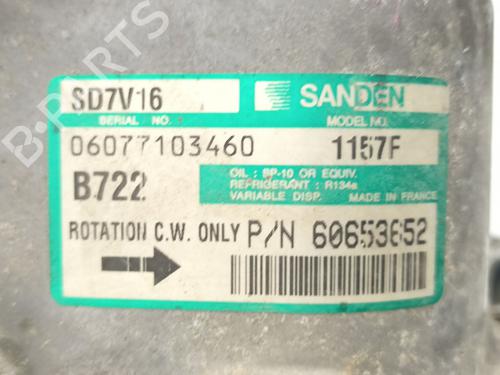 SD7V16 SANDEN
SERIAL NO. MODEL NO.
06077103460 1157F
B722 OIL : SP-10 OR EQUIV.
REFRIGERANT : R134a
VARIABLE DISP. MADE IN FRANCE
ROTATION C.W. ONLY P/N 60653652
B-PARTS